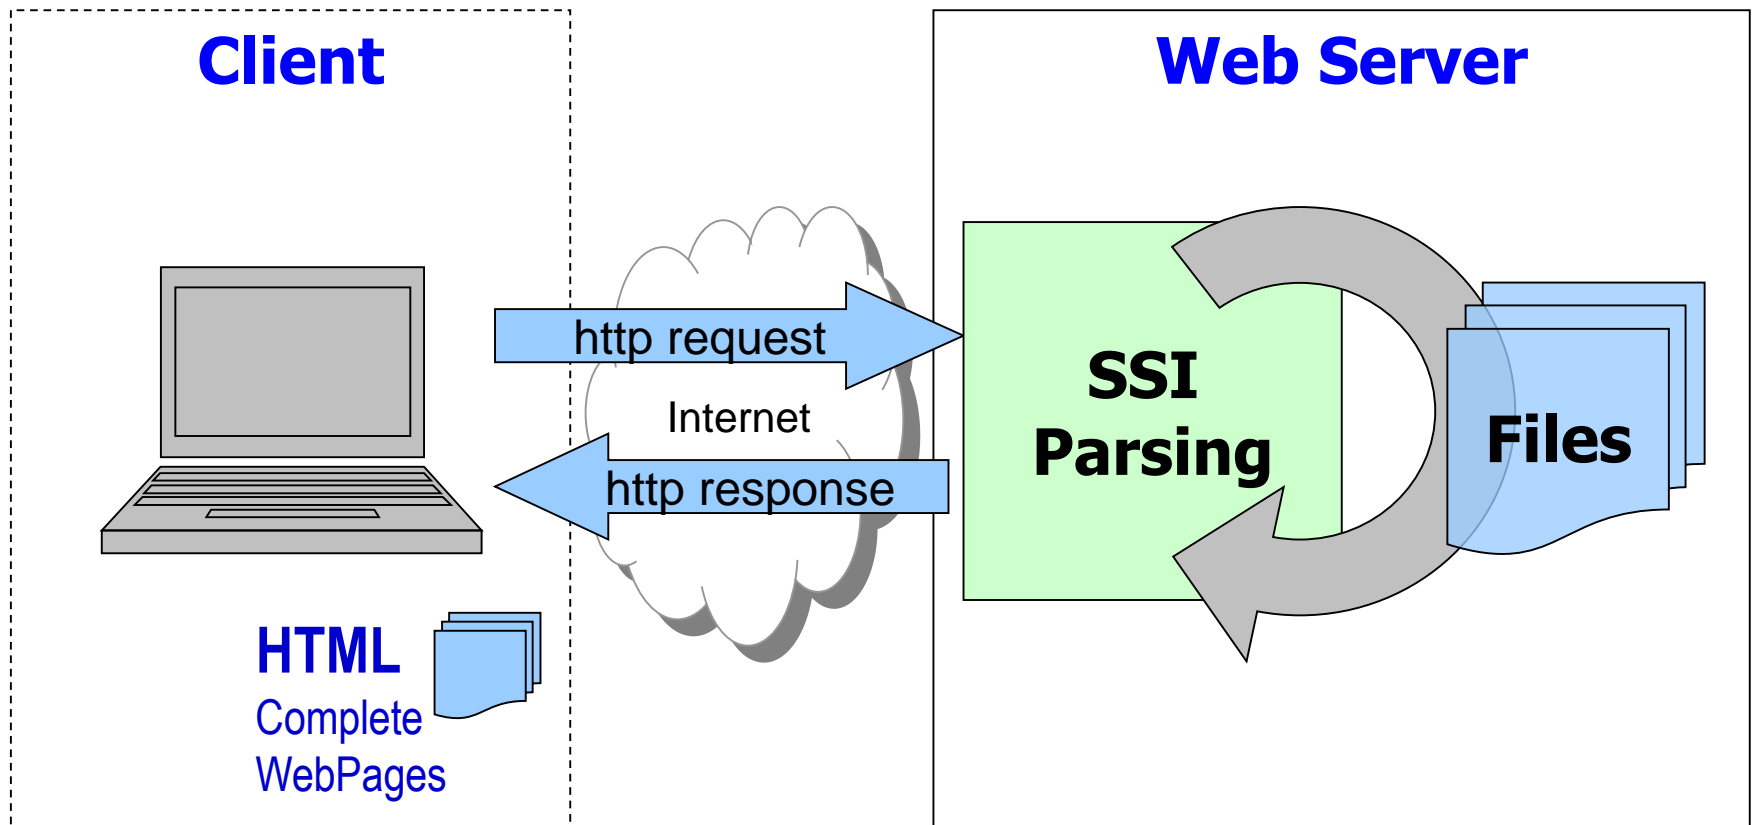 Client
Web Server
http request
Internet
http response
SSI
Parsing
Files
HTML
Complete
WebPages